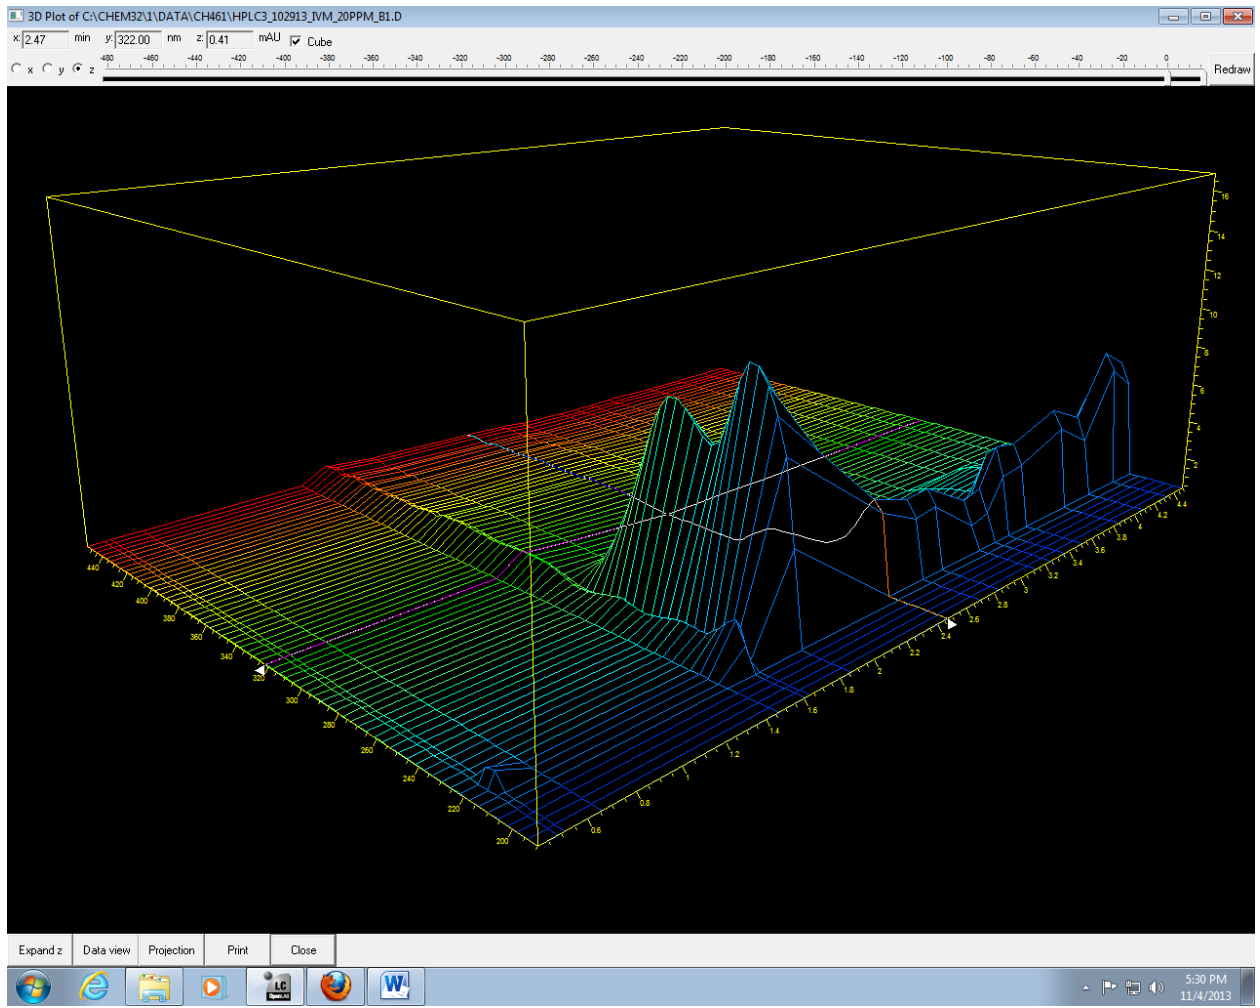 3D Plot of C:\CHEM32\1\DATA\CH461\HPLC3_102913_IVM_20PPM_B1.D
x: 2.47 min y: 322.00 nm z: 0.41 mAU Cube
x y z -480 -460 -440 -420 -400 -380 -360 -340 -320 -300 -280 -260 -240 -220 -200 -180 -160 -140 -120 -100 -80 -60 -40 -20 0 Redraw
16
14
12
10
8
6
4
2
440 420 400 380 360 340 320 300 280 260 240 220 200
0.6 0.8 1 1.2 1.4 1.6 1.8 2 2.2 2.4 2.6 2.8 3 3.2 3.4 3.6 3.8 4 4.2 4.4
Expand z Data view Projection Print Close
LC
OpenLAB
W
5:30 PM
11/4/2013